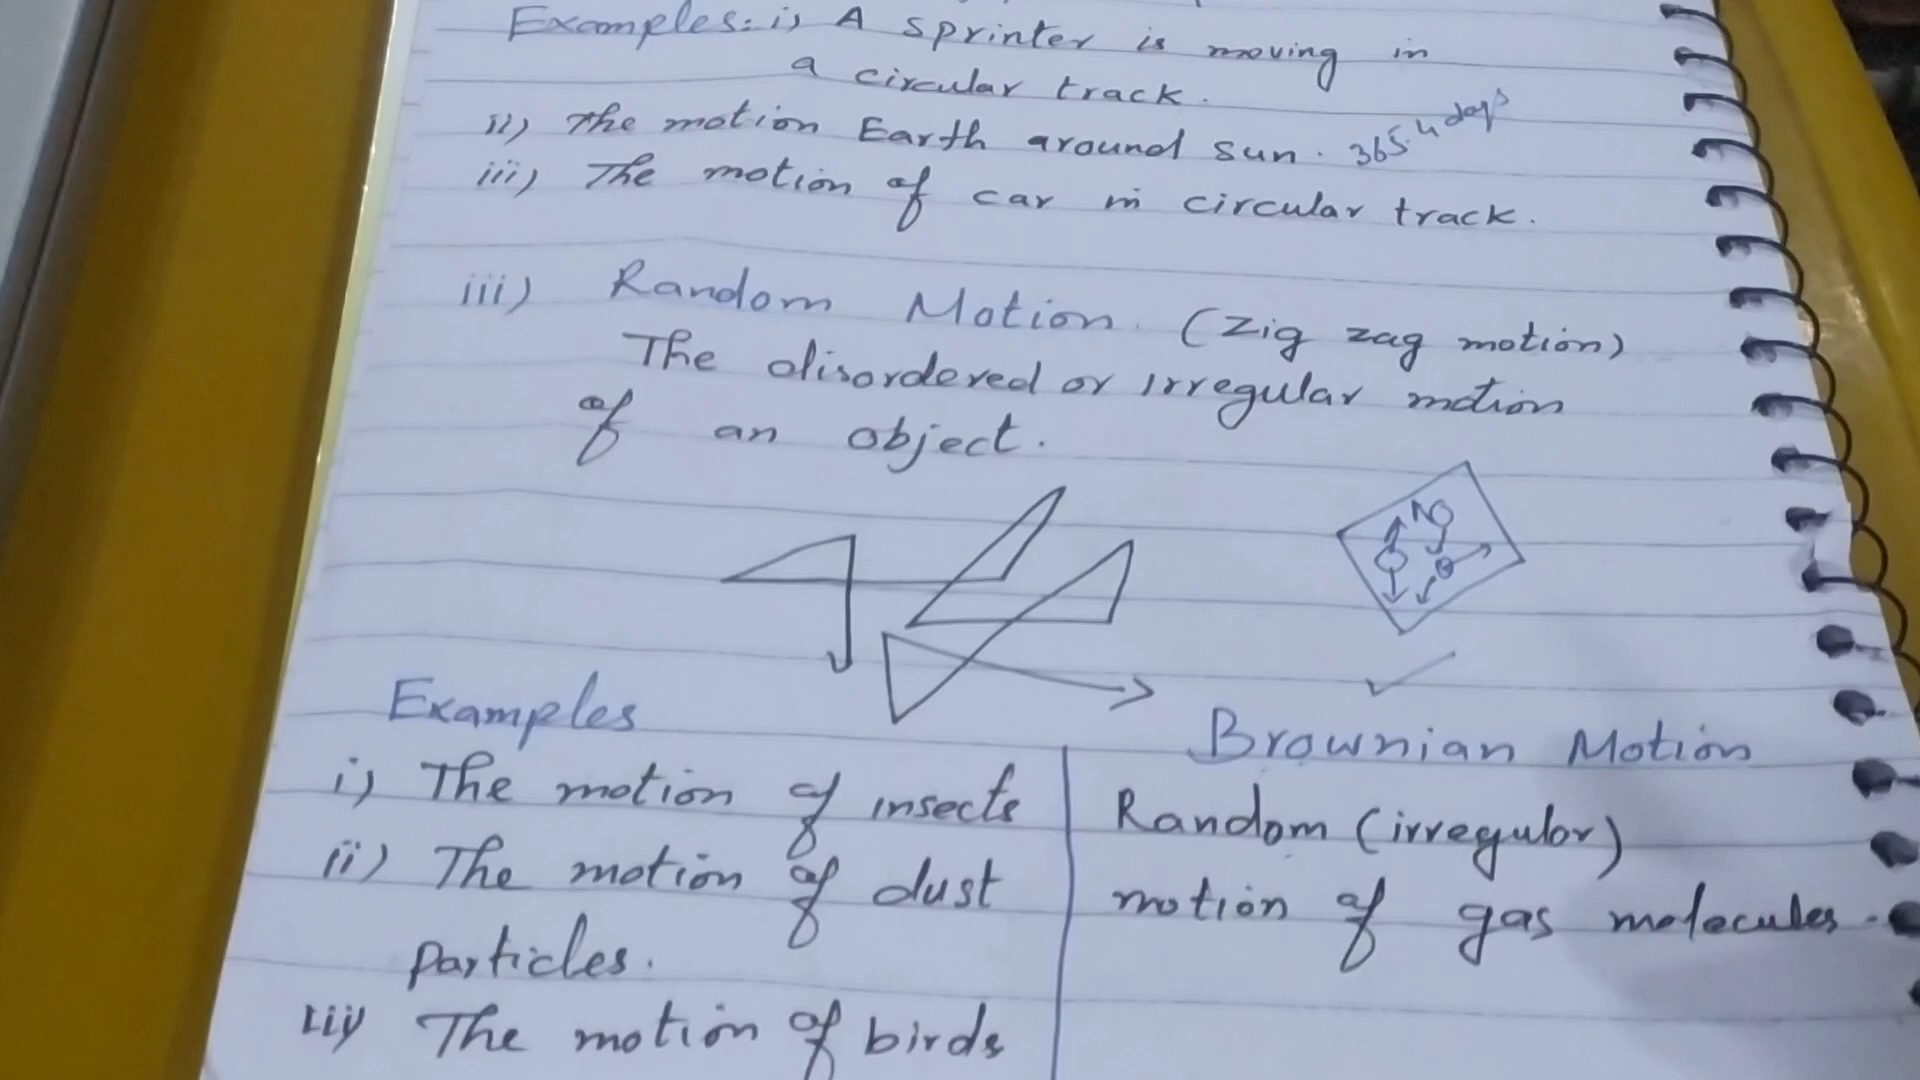 Examples: i) A sprinter is moving in
a circular track.
ii) The motion Earth around sun. 365.4 days
iii) The motion of car in circular track.
iii) Random Motion. (Zig zag motion)
The disordered or irregular motion
of an object.
Examples
i) The motion of insects
ii) The motion of dust
Particles.
iii) The motion of birds
Brownian Motion
Random (irregular)
motion of gas molecules.